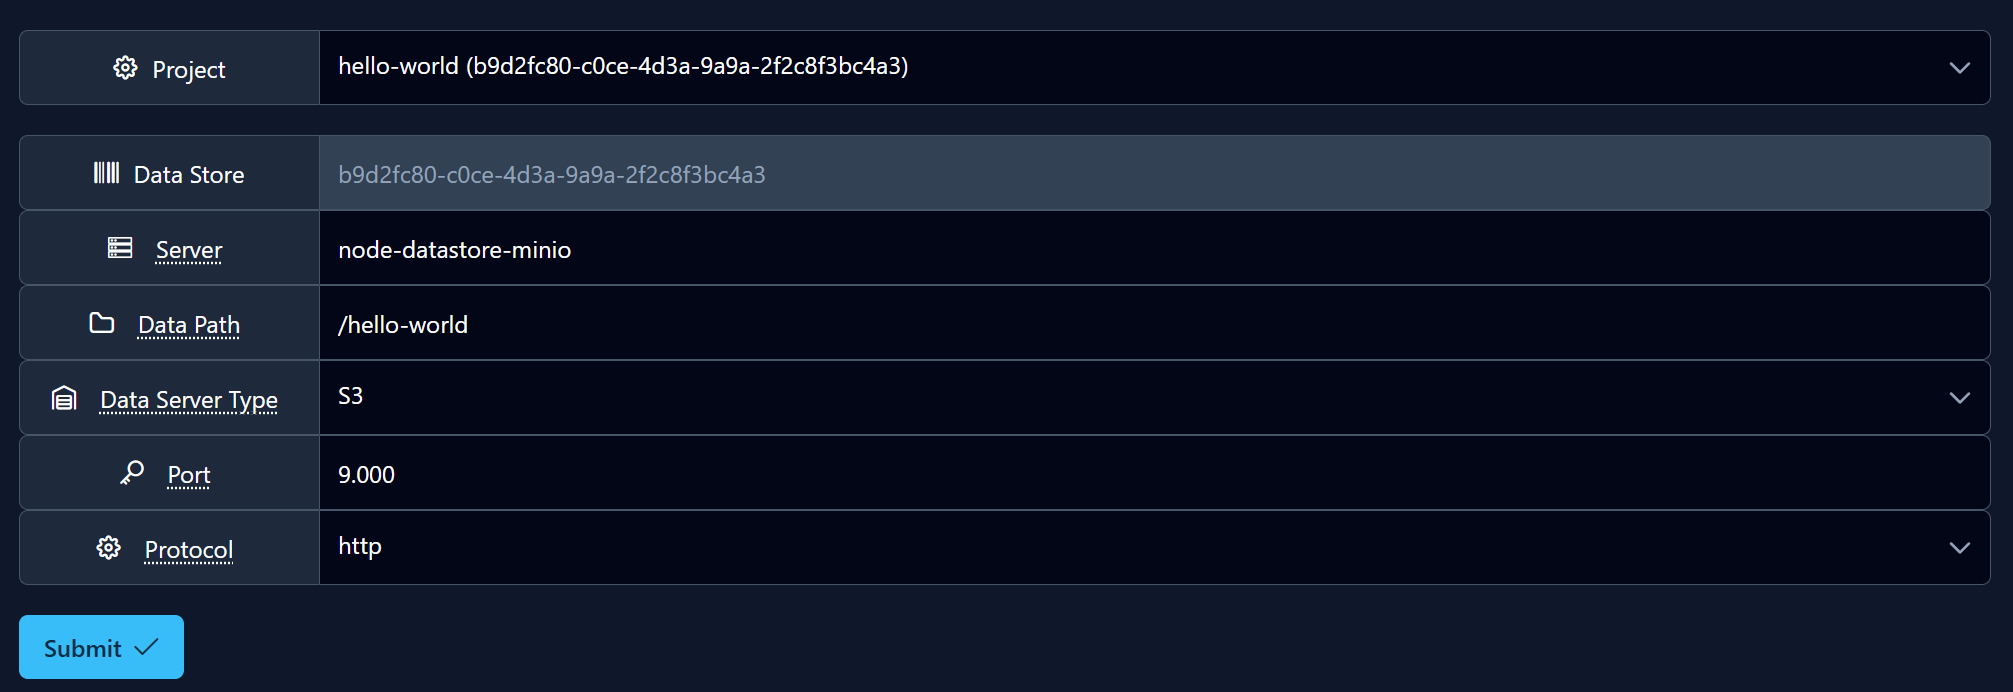 Project hello-world (b9d2fc80-c0ce-4d3a-9a9a-2f2c8f3bc4a3)
Data Store b9d2fc80-c0ce-4d3a-9a9a-2f2c8f3bc4a3
Server node-datastore-minio
Data Path /hello-world
Data Server Type S3
Port 9.000
Protocol http
Submit